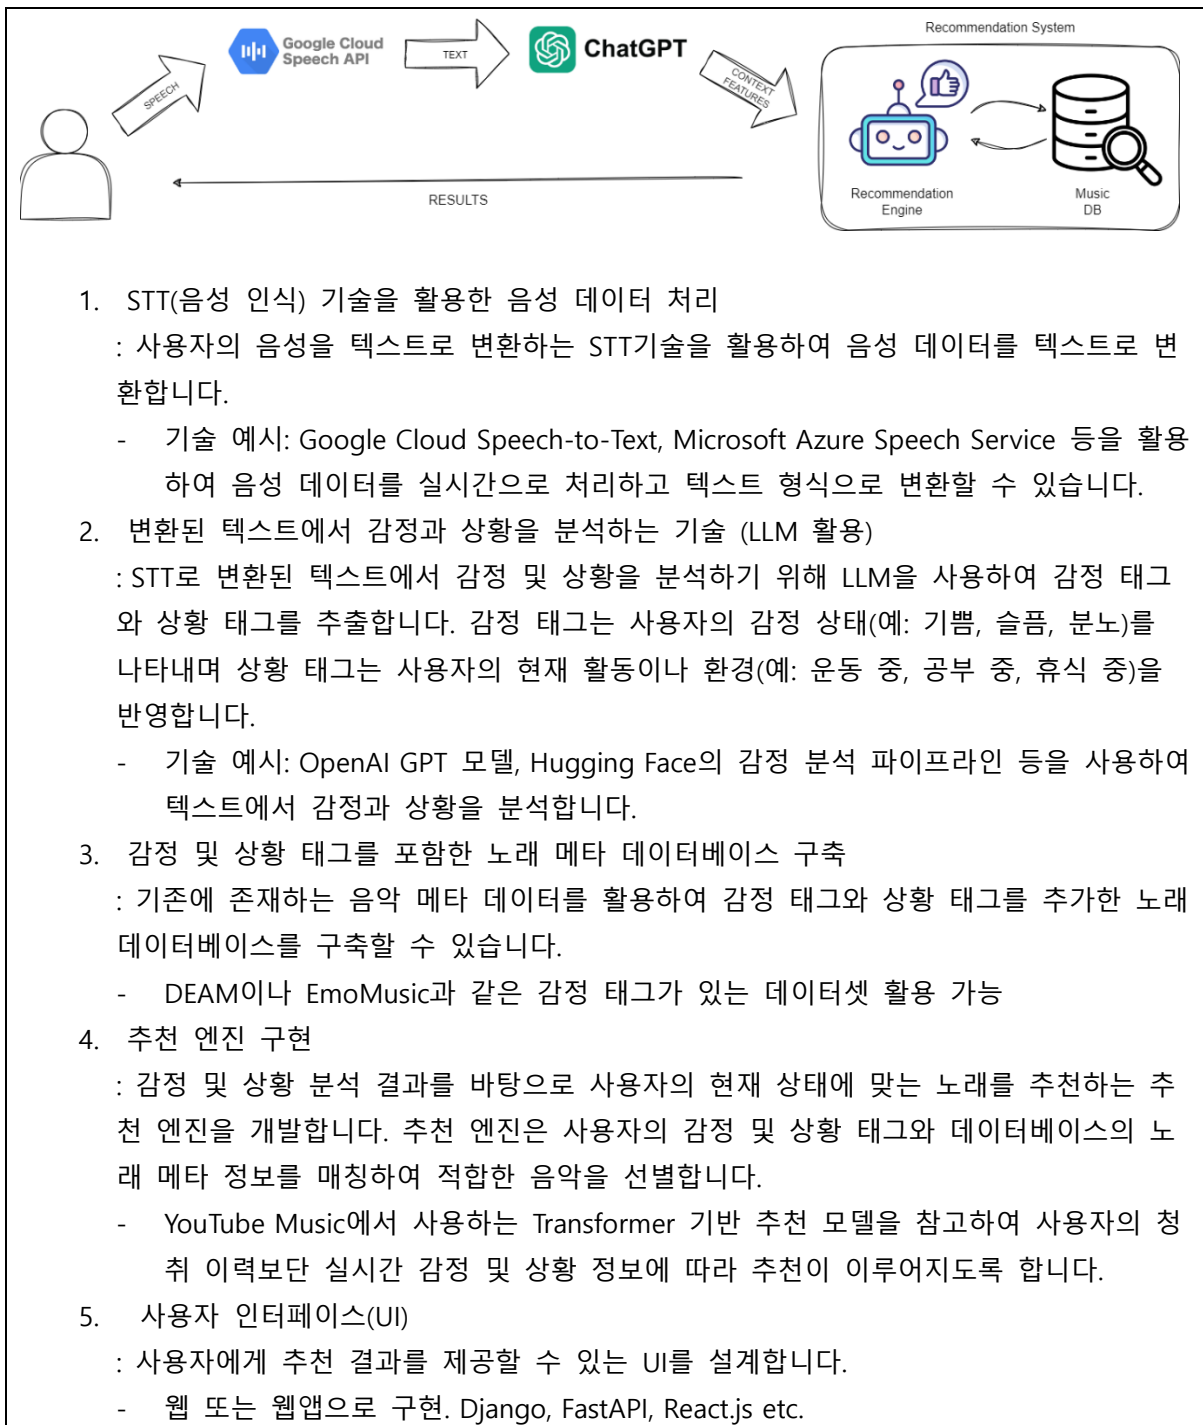 Recommendation System
Google Cloud
Speech API
TEXT
ChatGPT
SPEECH
CONTEXT
FEATURES
RESULTS
Recommendation
Engine
Music
DB
1. STT(음성 인식) 기술을 활용한 음성 데이터 처리
: 사용자의 음성을 텍스트로 변환하는 STT기술을 활용하여 음성 데이터를 텍스트로 변
환합니다.
- 기술 예시: Google Cloud Speech-to-Text, Microsoft Azure Speech Service 등을 활용
하여 음성 데이터를 실시간으로 처리하고 텍스트 형식으로 변환할 수 있습니다.
2. 변환된 텍스트에서 감정과 상황을 분석하는 기술 (LLM 활용)
: STT로 변환된 텍스트에서 감정 및 상황을 분석하기 위해 LLM을 사용하여 감정 태그
와 상황 태그를 추출합니다. 감정 태그는 사용자의 감정 상태(예: 기쁨, 슬픔, 분노)를
나타내며 상황 태그는 사용자의 현재 활동이나 환경(예: 운동 중, 공부 중, 휴식 중)을
반영합니다.
- 기술 예시: OpenAI GPT 모델, Hugging Face의 감정 분석 파이프라인 등을 사용하여
텍스트에서 감정과 상황을 분석합니다.
3. 감정 및 상황 태그를 포함한 노래 메타 데이터베이스 구축
: 기존에 존재하는 음악 메타 데이터를 활용하여 감정 태그와 상황 태그를 추가한 노래
데이터베이스를 구축할 수 있습니다.
- DEAM이나 EmoMusic과 같은 감정 태그가 있는 데이터셋 활용 가능
4. 추천 엔진 구현
: 감정 및 상황 분석 결과를 바탕으로 사용자의 현재 상태에 맞는 노래를 추천하는 추
천 엔진을 개발합니다. 추천 엔진은 사용자의 감정 및 상황 태그와 데이터베이스의 노
래 메타 정보를 매칭하여 적합한 음악을 선별합니다.
- YouTube Music에서 사용하는 Transformer 기반 추천 모델을 참고하여 사용자의 청
취 이력보단 실시간 감정 및 상황 정보에 따라 추천이 이루어지도록 합니다.
5. 사용자 인터페이스(UI)
: 사용자에게 추천 결과를 제공할 수 있는 UI를 설계합니다.
- 웹 또는 웹앱으로 구현. Django, FastAPI, React.js etc.